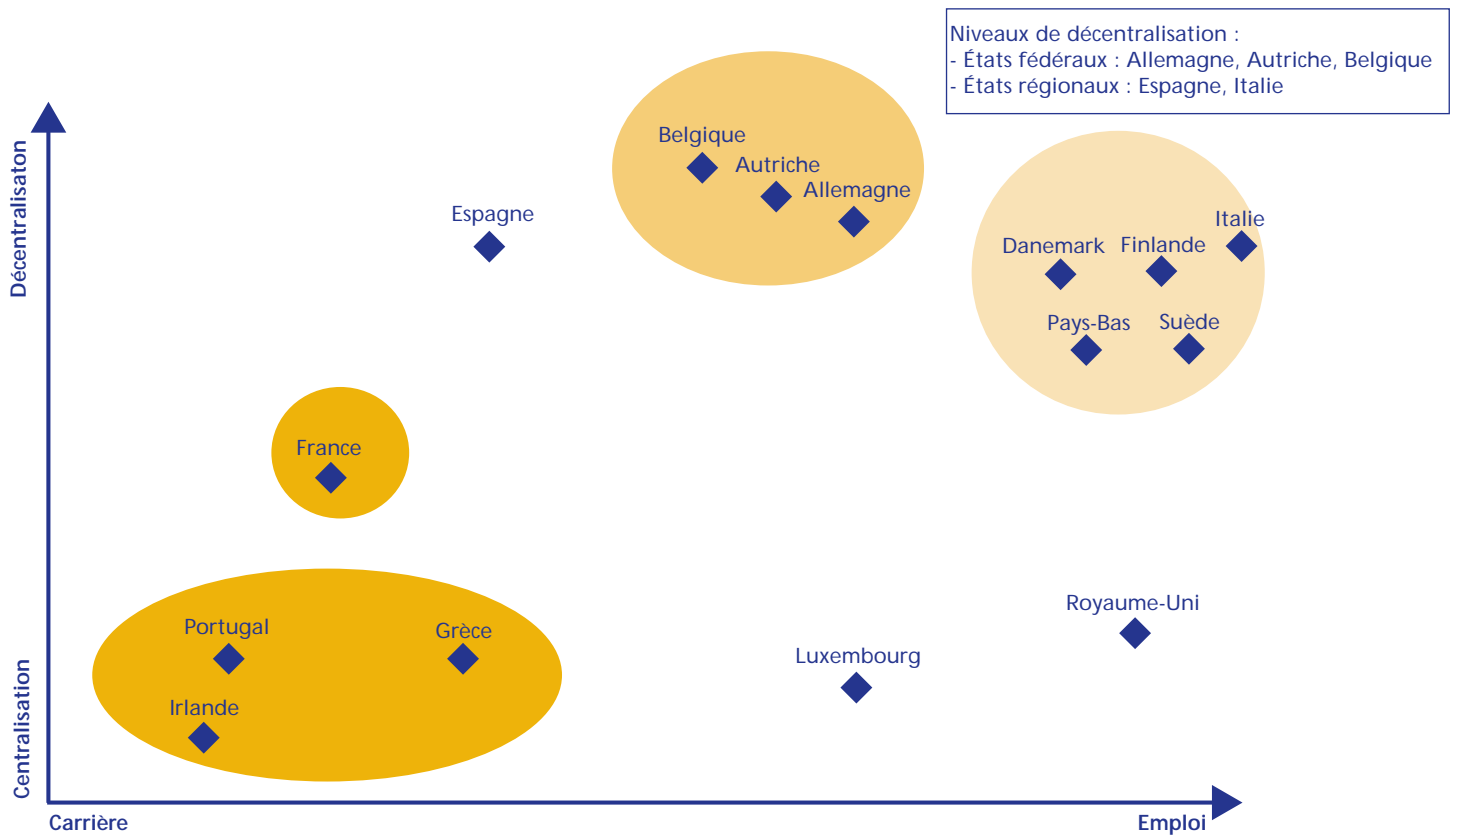 Niveaux de décentralisation :
- États fédéraux : Allemagne, Autriche, Belgique
- États régionaux : Espagne, Italie
Décentralisaton
Belgique
Autriche
Allemagne
Espagne
Italie
Danemark
Finlande
Pays-Bas
Suède
France
Royaume-Uni
Portugal
Grèce
Luxembourg
Irlande
Centralisation
Carrière
Emploi